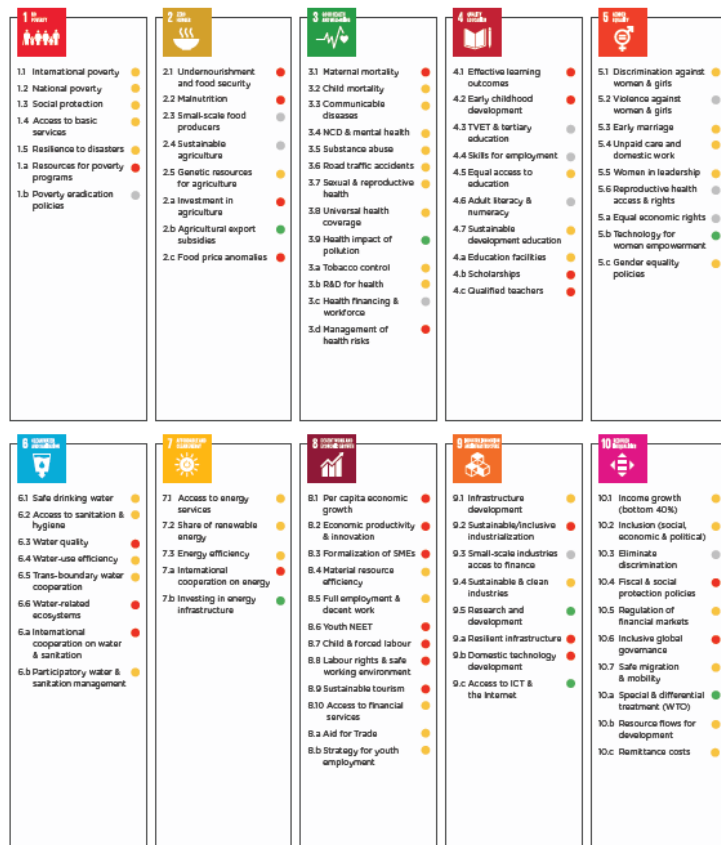 1
1.1 International poverty
1.2 National poverty
1.3 Social protection
1.4 Access to basic
services
1.5 Resilience to disasters
1.a Resources for poverty
programs
1.b Poverty eradication
policies
2
2.1 Undernourishment
and food security
2.2 Malnutrition
2.3 Small-scale food
producers
2.4 Sustainable
agriculture
2.5 Genetic resources
for agriculture
2.a Investment in
agriculture
2.b Agricultural export
subsidies
2.c Food price anomalies
3
3.1 Maternal mortality
3.2 Child mortality
3.3 Communicable
diseases
3.4 NCD & mental health
3.5 Substance abuse
3.6 Road traffic accidents
3.7 Sexual & reproductive
health
3.8 Universal health
coverage
3.9 Health impact of
pollution
3.a Tobacco control
3.b R&D for health
3.c Health financing &
workforce
3.d Management of
health risks
4
4.1 Effective learning
outcomes
4.2 Early childhood
development
4.3 TVET & tertiary
education
4.4 Skills for employment
4.5 Equal access to
education
4.6 Adult literacy &
numeracy
4.7 Sustainable
development education
4.a Education facilities
4.b Scholarships
4.c Qualified teachers
5
5.1 Discrimination against
women & girls
5.2 Violence against
women & girls
5.3 Early marriage
5.4 Unpaid care and
domestic work
5.5 Women in leadership
5.6 Reproductive health
access & rights
5.a Equal economic rights
5.b Technology for
women empowerment
5.c Gender equality
policies
6
6.1 Safe drinking water
6.2 Access to sanitation &
hygiene
6.3 Water quality
6.4 Water-use efficiency
6.5 Trans-boundary water
cooperation
6.6 Water-related
ecosystems
6.a International
cooperation on water
& sanitation
6.b Participatory water &
sanitation management
7
7.1 Access to energy
services
7.2 Share of renewable
energy
7.3 Energy efficiency
7.a International
cooperation on energy
7.b Investing in energy
infrastructure
8
8.1 Per capita economic
growth
8.2 Economic productivity
& innovation
8.3 Formalization of SMEs
8.4 Material resource
efficiency
8.5 Full employment &
decent work
8.6 Youth NEET
8.7 Child & forced labour
8.8 Labour rights & safe
working environment
8.9 Sustainable tourism
8.10 Access to financial
services
8.a Aid for Trade
8.b Strategy for youth
employment
9
9.1 Infrastructure
development
9.2 Sustainable/inclusive
industrialization
9.3 Small-scale industries
acces to finance
9.4 Sustainable & clean
industries
9.5 Research and
development
9.a Resilient infrastructure
9.b Domestic technology
development
9.c Access to ICT &
the Internet
10
10.1 Income growth
(bottom 40%)
10.2 Inclusion (social,
economic & political)
10.3 Eliminate
discrimination
10.4 Fiscal & social
protection policies
10.5 Regulation of
financial markets
10.6 Inclusive global
governance
10.7 Safe migration
& mobility
10.a Special & differential
treatment (WTO)
10.b Resource flows for
development
10.c Remittance costs